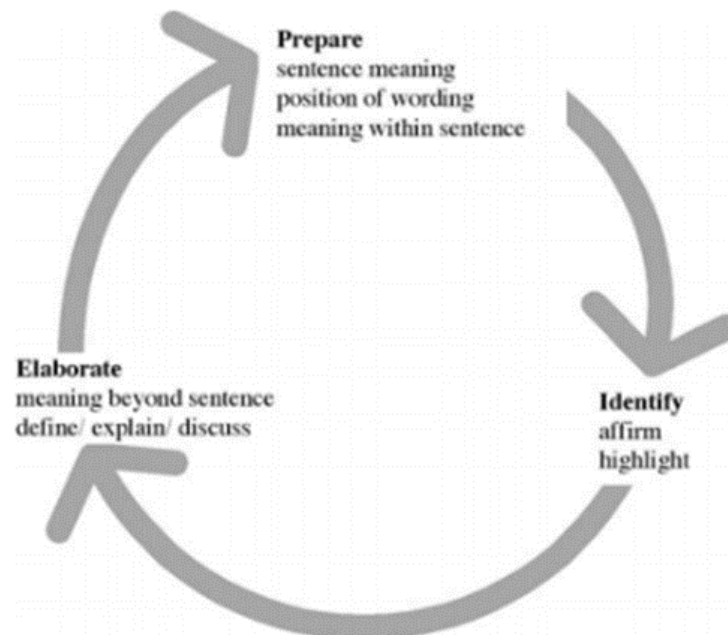 Prepare
sentence meaning
position of wording
meaning within sentence
Identify
affirm
highlight
Elaborate
meaning beyond sentence
define/ explain/ discuss